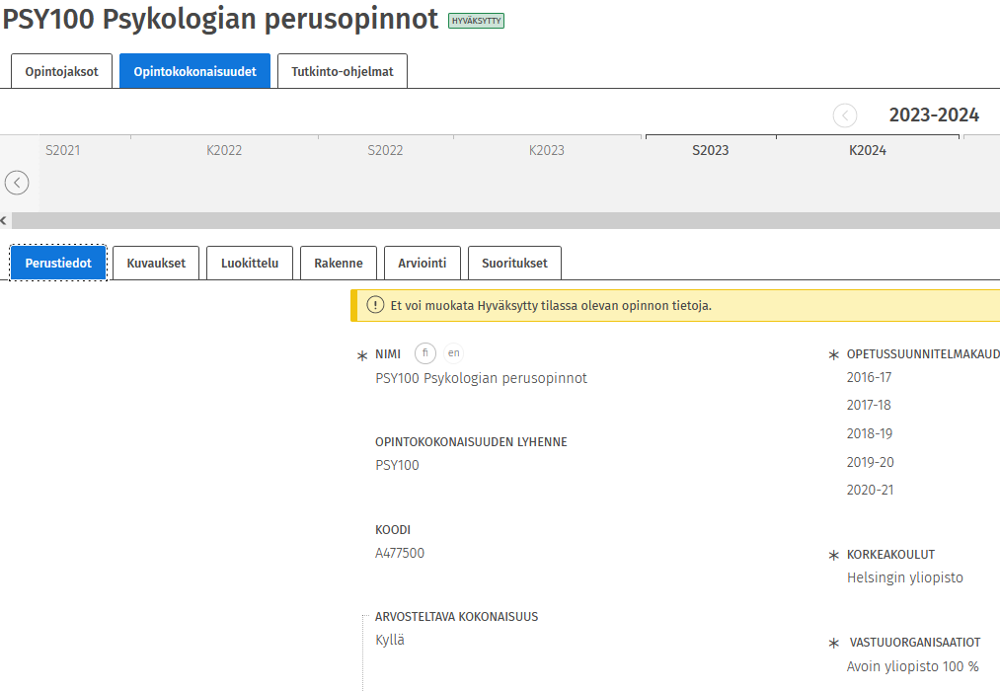 PSY100 Psykologian perusopinnot HYVÄKSYTTY
Opintojaksot Opintokokonaisuudet Tutkinto-ohjelmat
2023-2024
S2021 K2022 S2022 K2023 S2023 K2024
Perustiedot Kuvaukset Luokittelu Rakenne Arviointi Suoritukset
Et voi muokata Hyväksytty tilassa olevan opinnon tietoja.
NIMI fi en
PSY100 Psykologian perusopinnot
OPINTOKOKONAISUUDEN LYHENNE
PSY100
KOODI
A477500
ARVOSTELTAVA KOKONAISUUS
Kyllä
OPETUSSUUNNITELMAKAUD
2016-17
2017-18
2018-19
2019-20
2020-21
KORKEAKOULUT
Helsingin yliopisto
VASTUUORGANISAATIOT
Avoin yliopisto 100 %